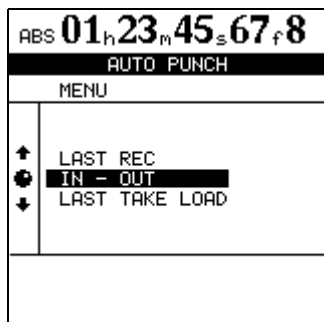 ABS 01h23m45s67f8
AUTO PUNCH
MENU
LAST REC
IN - OUT
LAST TAKE LOAD